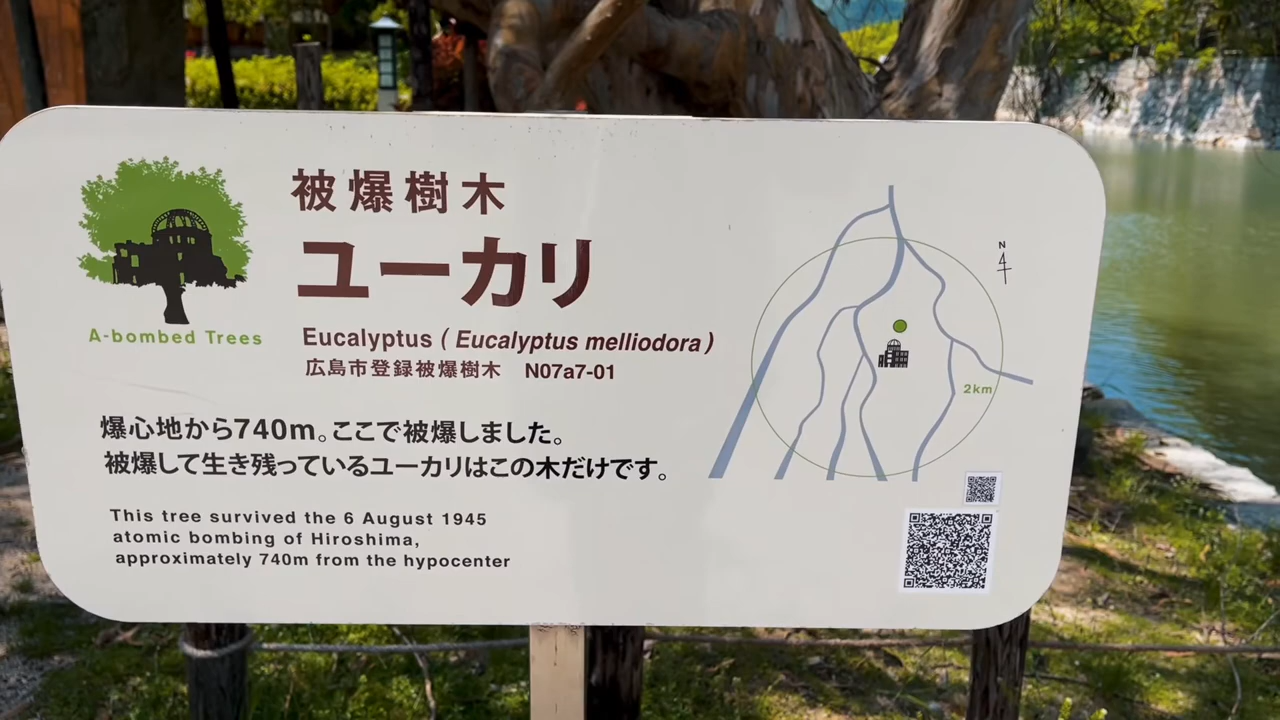 被爆樹木
ユーカリ
A-bombed Trees
Eucalyptus ( Eucalyptus melliodora )
広島市登録被爆樹木 N07a7-01
爆心地から740m。ここで被爆しました。
被爆して生き残っているユーカリはこの木だけです。
This tree survived the 6 August 1945
atomic bombing of Hiroshima,
approximately 740m from the hypocenter
N
2km